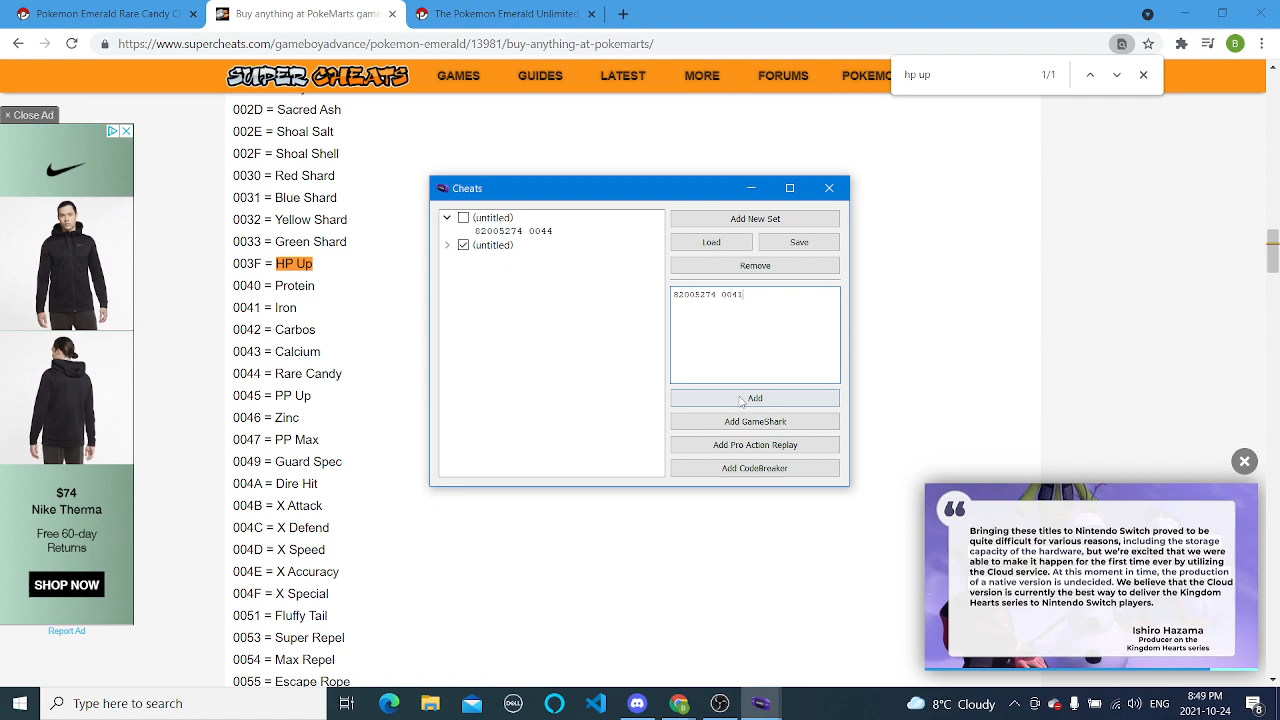 Pokemon Emerald Randy C
Buy anything at PokeMarts game
The Pokemon Emerald Unlimited
https://www.supercheats.com/gameboyadvance/pokemon-emerald/13981/buy-anything-at-pokemarts/
B
SUPER CHEATS
GAMES
GUIDES
LATEST
MORE
FORUMS
POKEMO
hp up
1/1
× Close Ad
002D = Sacred Ash
002E = Shoal Salt
002F = Shoal Shell
0030 = Red Shard
0031 = Blue Shard
0032 = Yellow Shard
0033 = Green Shard
003F = HP Up
0040 = Protein
0041 = Iron
0042 = Carbos
0043 = Calcium
0044 = Rare Candy
0045 = PP Up
0046 = Zinc
0047 = PP Max
0049 = Guard Spec
004A = Dire Hit
004B = X Attack
004C = X Defend
004D = X Speed
004E = X Accuracy
004F = X Special
0051 = Fluffy Tail
0053 = Super Repel
0054 = Max Repel
0055 = Escape Rope
Cheats
(untitled)
82005274 0044
(untitled)
Add New Set
Load
Save
Remove
82005274 0041
Add
Add GameShark
Add Pro Action Replay
Add CodeBreaker
$74
Nike Therma
Free 60-day
Returns
SHOP NOW
Report Ad
Bringing these titles to Nintendo Switch proved to be
quite difficult for various reasons, including the storage
capacity of the hardware, but we're excited that we were
able to make it happen for the first time ever by utilizing
the Cloud service. At this moment in time, the production
of a native version is undecided. We believe that the Cloud
version is currently the best way to deliver the Kingdom
Hearts series to Nintendo Switch players.
Ishiro Hazama
Producer on the
Kingdom Hearts series
Type here to search
DELL
8°C Cloudy
8:49 PM
2021-10-24